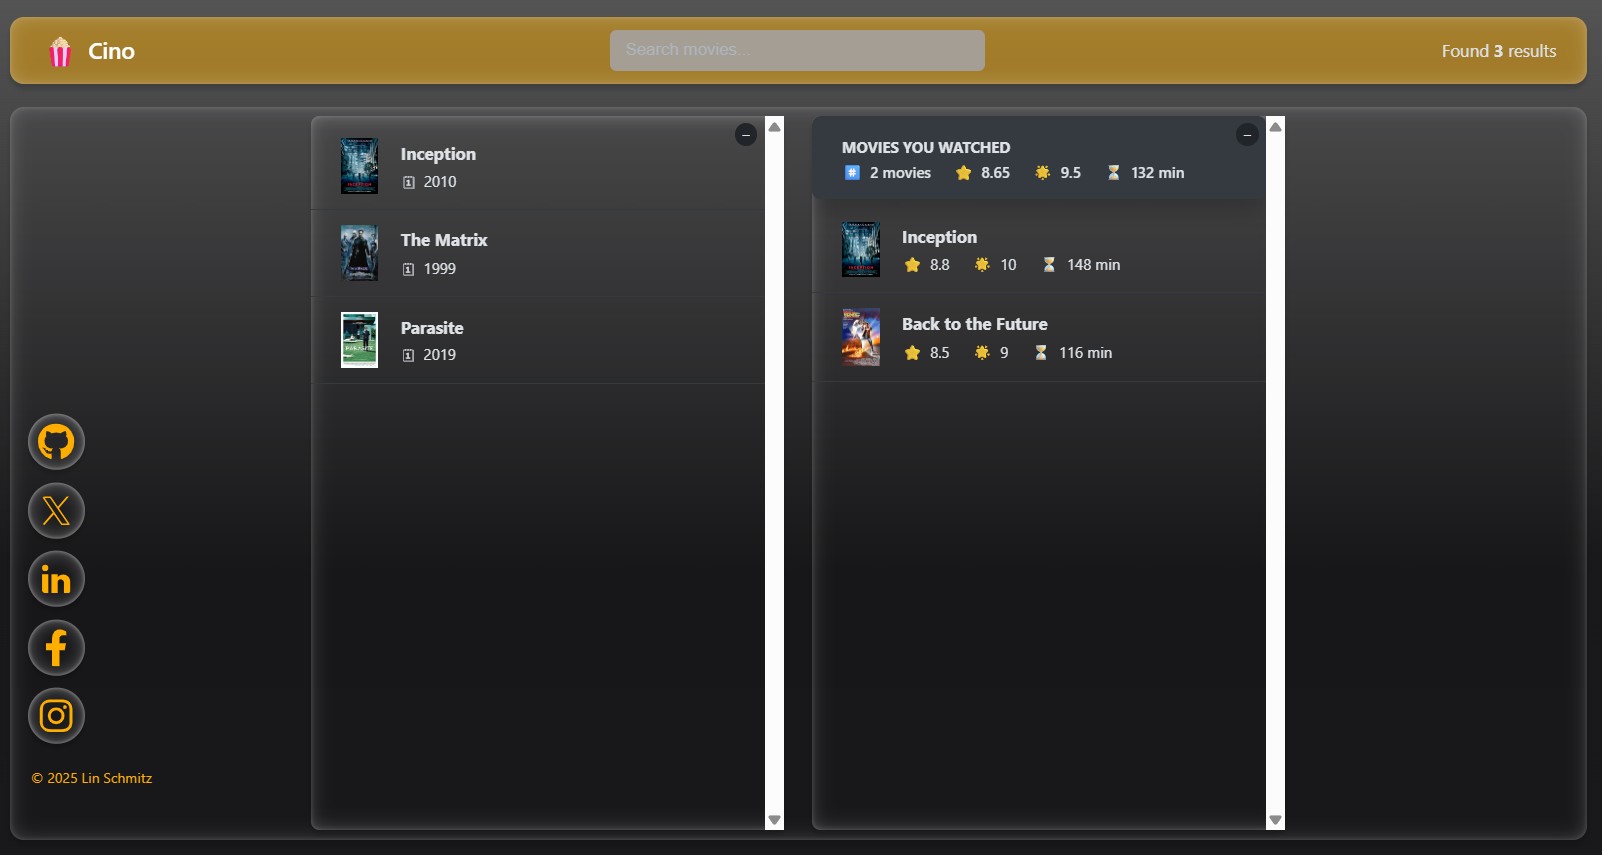 Cino
Search movies...
Found 3 results
Inception
2010
The Matrix
1999
Parasite
2019
MOVIES YOU WATCHED
# 2 movies 8.65 9.5 132 min
Inception
8.8 10 148 min
Back to the Future
8.5 9 116 min
© 2025 Lin Schmitz